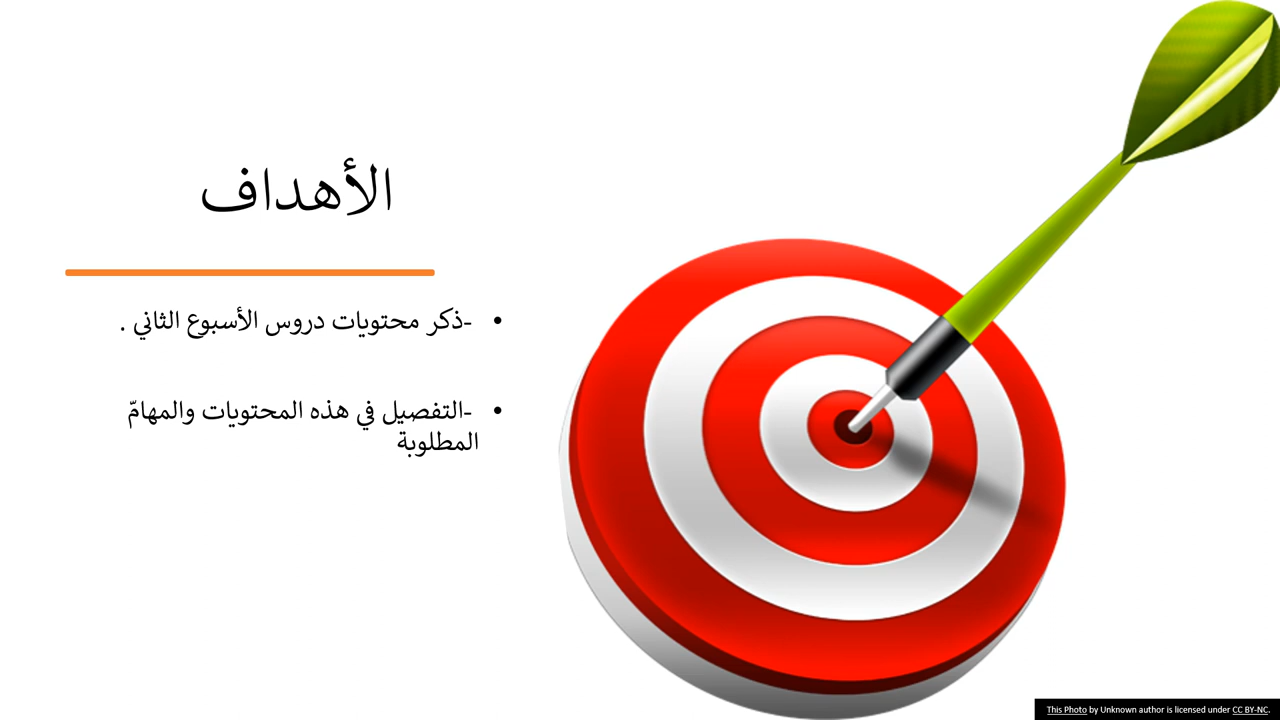 الأهداف
• -ذكر محتويات دروس الأسبوع الثاني .
• -التفصيل في هذه المحتويات والمهامّ
المطلوبة
This Photo by Unknown author is licensed under CC BY-NC.